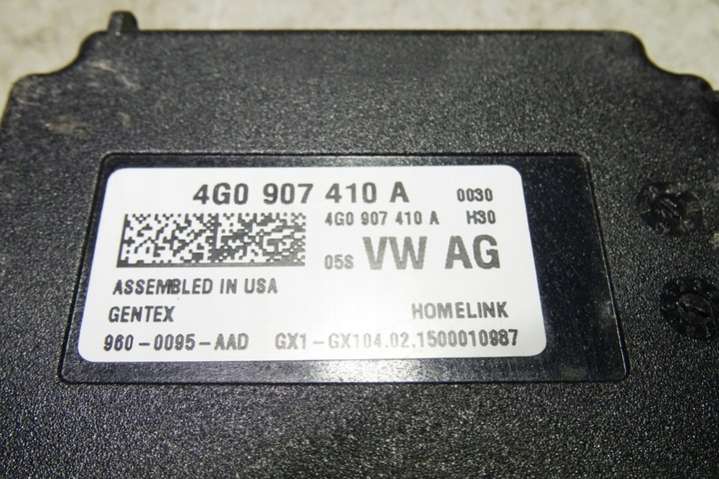 4G0 907 410 A 0030
4G0 907 410 A H30
05S VW AG
ASSEMBLED IN USA
GENTEX HOMELINK
960-0095-AAD GX1-GX104.02.1500010987